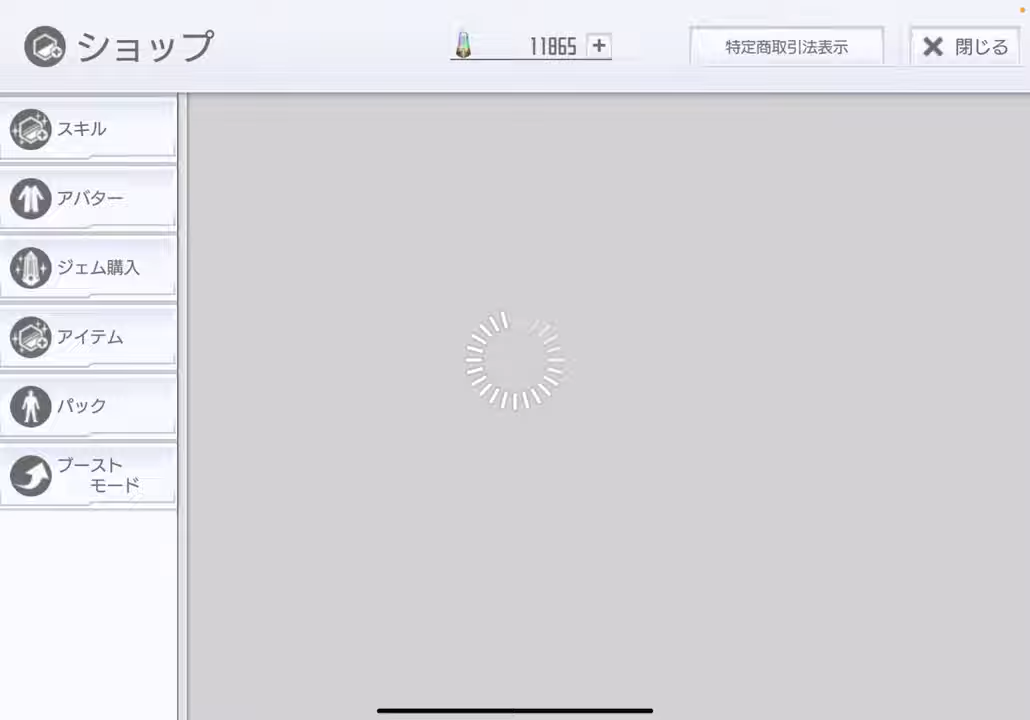 ショップ
11865
特定商取引法表示
閉じる
スキル
アバター
ジェム購入
アイテム
パック
ブースト
モード